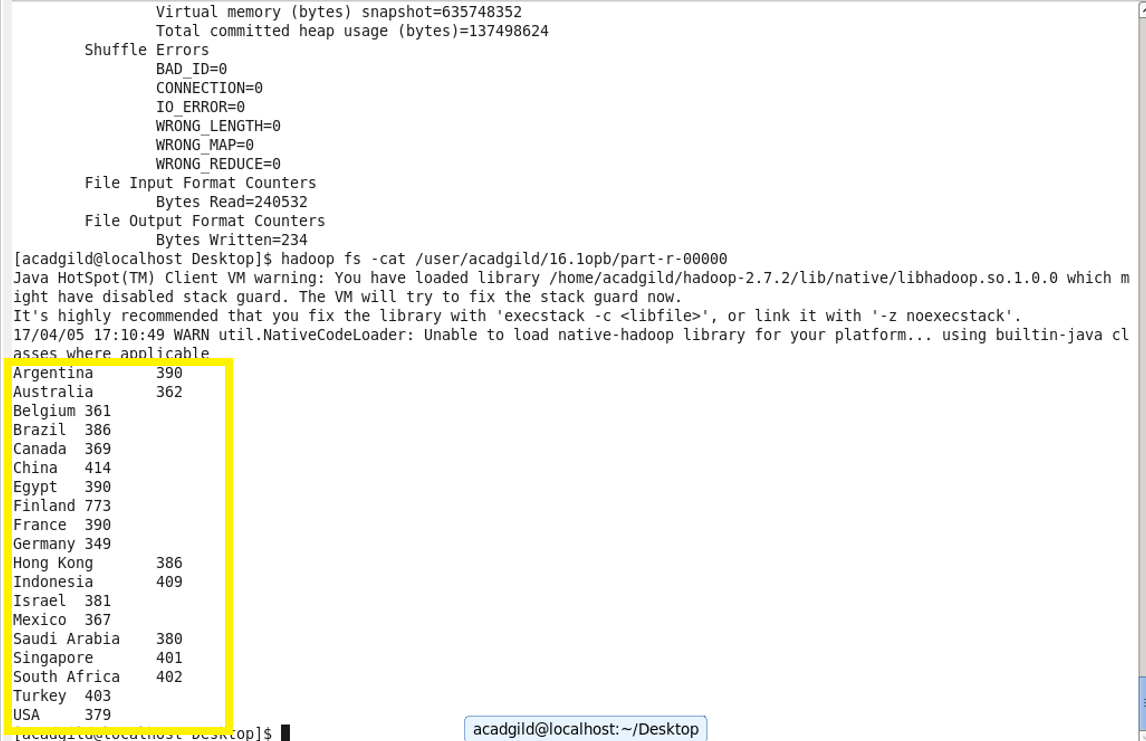 Virtual memory (bytes) snapshot=635748352
Total committed heap usage (bytes)=137498624
Shuffle Errors
BAD_ID=0
CONNECTION=0
IO_ERROR=0
WRONG_LENGTH=0
WRONG_MAP=0
WRONG_REDUCE=0
File Input Format Counters
Bytes Read=240532
File Output Format Counters
Bytes Written=234
[acadgild@localhost Desktop]$ hadoop fs -cat /user/acadgild/16.1opb/part-r-00000
Java HotSpot(TM) Client VM warning: You have loaded library /home/acadgild/hadoop-2.7.2/lib/native/libhadoop.so.1.0.0 which m
ight have disabled stack guard. The VM will try to fix the stack guard now.
It's highly recommended that you fix the library with 'execstack -c <libfile>', or link it with '-z noexecstack'.
17/04/05 17:10:49 WARN util.NativeCodeLoader: Unable to load native-hadoop library for your platform... using builtin-java cl
asses where applicable
Argentina 390
Australia 362
Belgium 361
Brazil 386
Canada 369
China 414
Egypt 390
Finland 773
France 390
Germany 349
Hong Kong 386
Indonesia 409
Israel 381
Mexico 367
Saudi Arabia 380
Singapore 401
South Africa 402
Turkey 403
USA 379
[acadgild@localhost Desktop]$
acadgild@localhost:~/Desktop